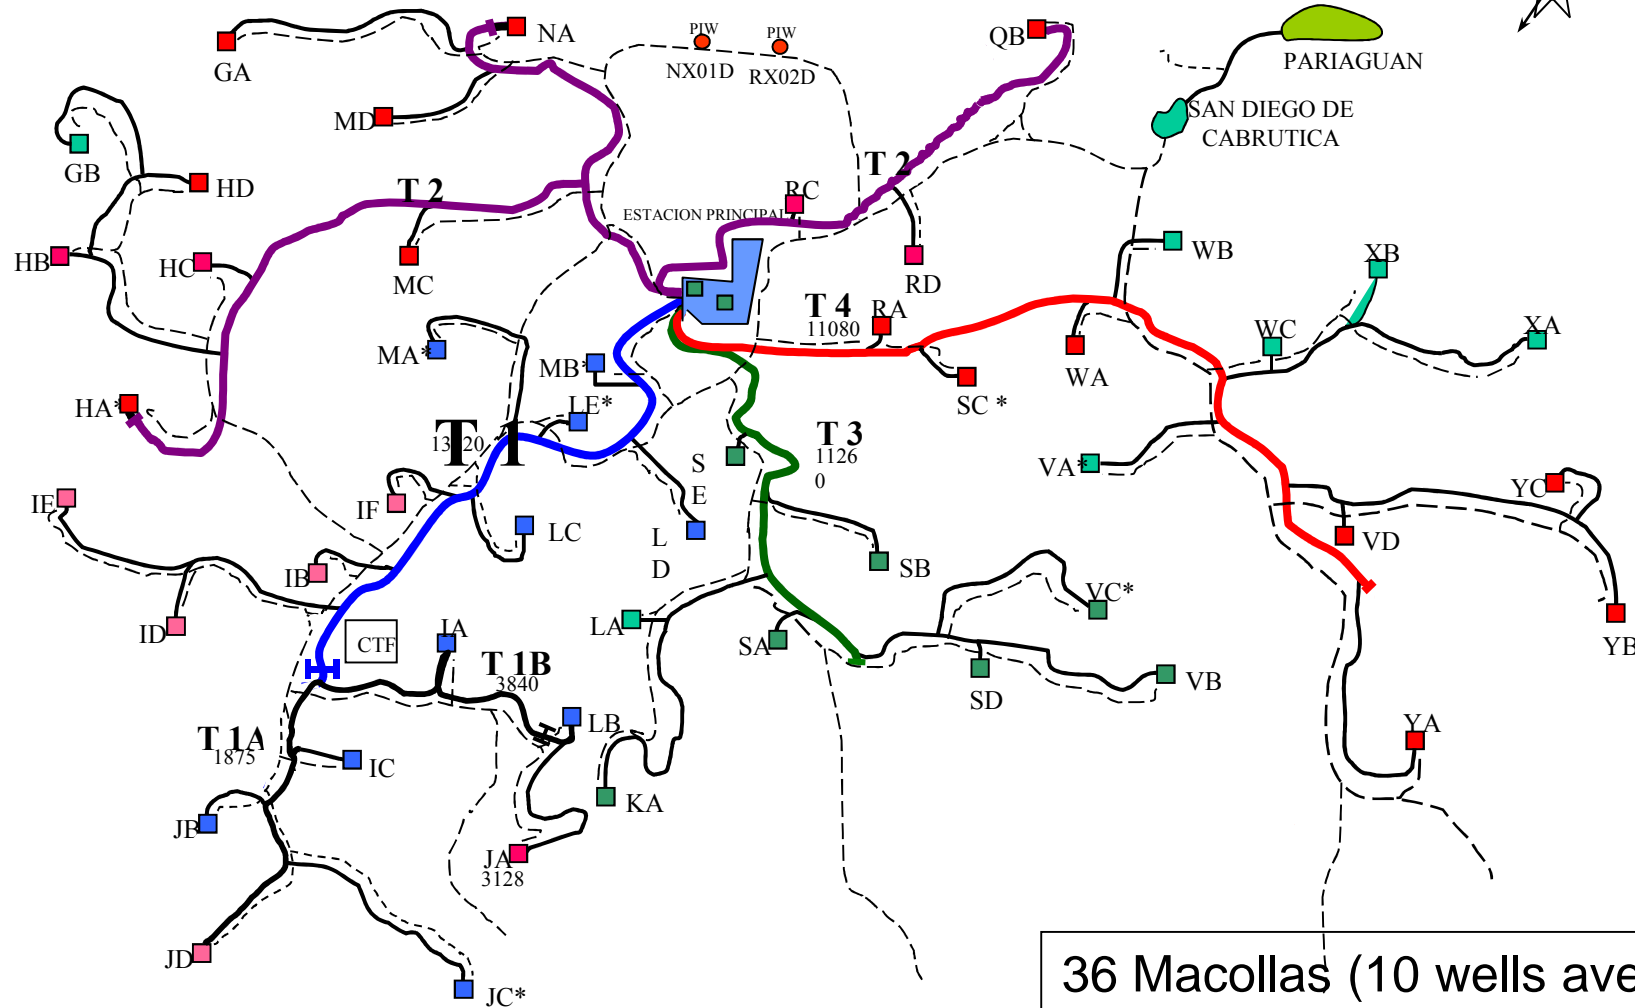 NA
PIW
PIW
QB
GA
NX01D
RX02D
PARIAGUAN
MD
SAN DIEGO DE
CABRUTICA
GB
T 2
HD
T 2
RC
ESTACION PRINCIPAL
HB
HC
MC
RD
WB
XB
T 4
11080
RA
WC
XA
MA*
MB*
WA
HA*
LE*
SC *
T 1
T 3
1126
0
S
E
VA*
YC
IE
IF
LC
L
D
SB
VD
IB
VC*
ID
IA
CTF
LA
SA
YB
T 1B
3840
SD
VB
LB
YA
T 1A
1875
IC
KA
JB
JA
3128
JD
JC*
36 Macollas (10 wells ave